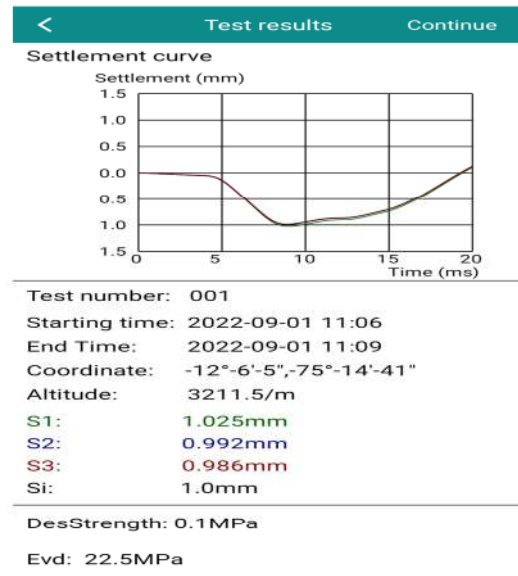 < Test results Continue
Settlement curve
Settlement (mm)
1.5
1.0
0.5
0.0
0.5
1.0
1.5
0 5 10 15 20
Time (ms)
Test number: 001
Starting time: 2022-09-01 11:06
End Time: 2022-09-01 11:09
Coordinate: -12°-6'-5",-75°-14'-41"
Altitude: 3211.5/m
S1: 1.025mm
S2: 0.992mm
S3: 0.986mm
Si: 1.0mm
DesStrength: 0.1MPa
Evd: 22.5MPa